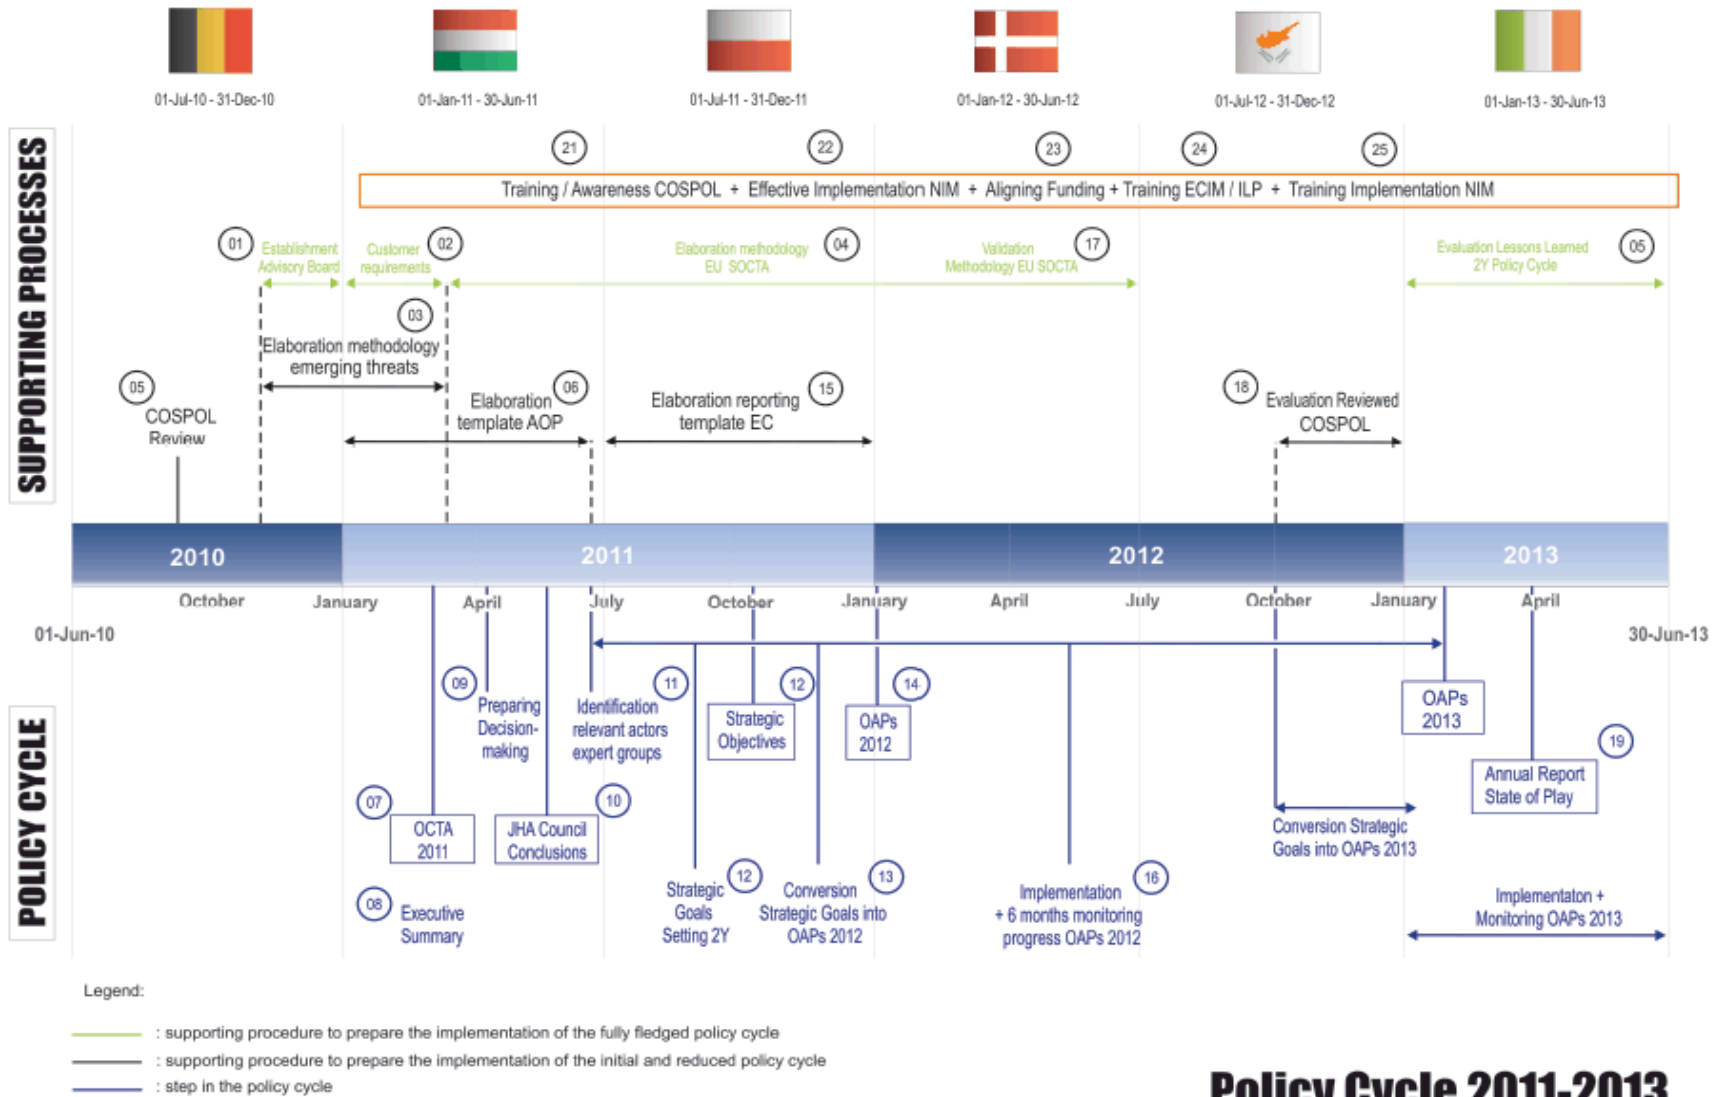 01-Jul-10 - 31-Dec-10
01-Jan-11 - 30-Jun-11
01-Jul-11 - 31-Dec-11
01-Jan-12 - 30-Jun-12
01-Jul-12 - 31-Dec-12
01-Jan-13 - 30-Jun-13
SUPPORTING PROCESSES
21
22
23
24
25
Training / Awareness COSPOL + Effective Implementation NIM + Aligning Funding + Training ECIM / ILP + Training Implementation NIM
01
Establishment
Advisory Board
Customer
requirements
02
Elaboration methodology
EU SOCTA
04
Validation
Methodology EU SOCTA
17
Evaluation Lessons Learned
2Y Policy Cycle
05
03
Elaboration methodology
emerging threats
05
COSPOL
Review
Elaboration
template AOP
06
Elaboration reporting
template EC
15
18
Evaluation Reviewed
COSPOL
2010
2011
2012
2013
October
January
April
July
October
January
April
July
October
January
April
01-Jun-10
30-Jun-13
POLICY CYCLE
09
Preparing
Decision-
making
Identification
relevant actors
expert groups
11
Strategic
Objectives
12
OAPs
2012
14
OAPs
2013
19
Annual Report
State of Play
07
OCTA
2011
JHA Council
Conclusions
10
Conversion Strategic
Goals into OAPs 2013
08
Executive
Summary
Strategic
Goals
Setting 2Y
12
Conversion
Strategic Goals into
OAPs 2012
13
Implementation
+ 6 months monitoring
progress OAPs 2012
16
Implementaton +
Monitoring OAPs 2013
Legend:
: supporting procedure to prepare the implementation of the fully fledged policy cycle
: supporting procedure to prepare the implementation of the initial and reduced policy cycle
: step in the policy cycle
Policy Cycle 2011-2013